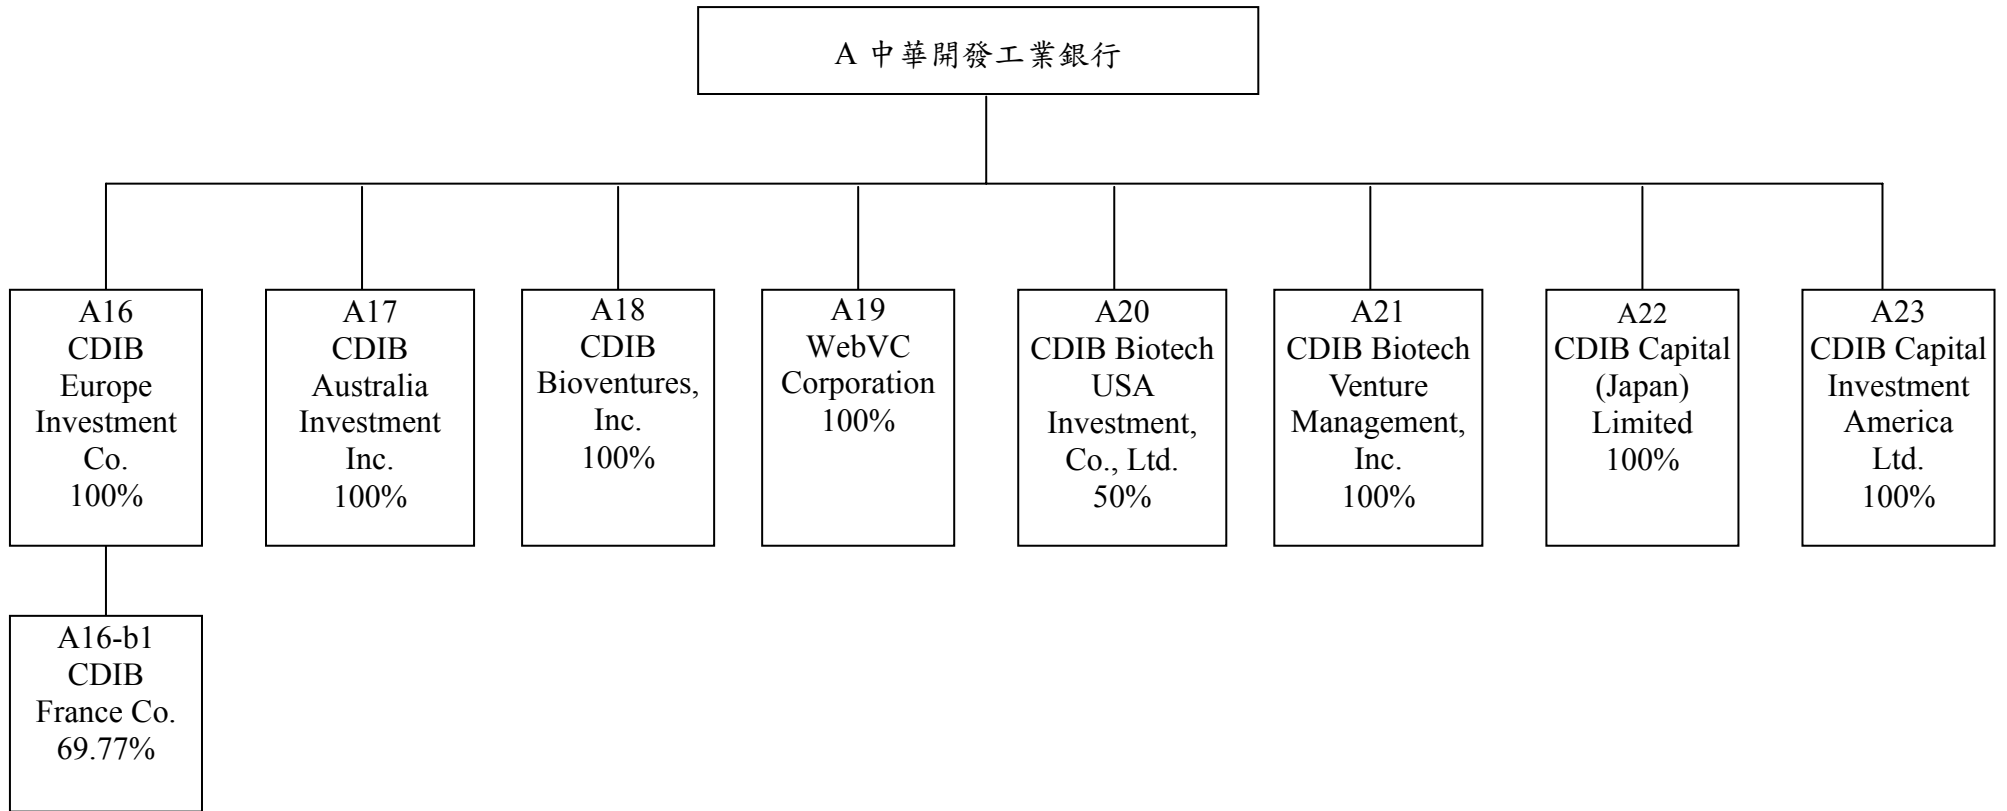 A 中華開發工業銀行
A16
CDIB
Europe
Investment
Co.
100%
A17
CDIB
Australia
Investment
Inc.
100%
A18
CDIB
Bioventures,
Inc.
100%
A19
WebVC
Corporation
100%
A20
CDIB Biotech
USA
Investment,
Co., Ltd.
50%
A21
CDIB Biotech
Venture
Management,
Inc.
100%
A22
CDIB Capital
(Japan)
Limited
100%
A23
CDIB Capital
Investment
America
Ltd.
100%
A16-b1
CDIB
France Co.
69.77%